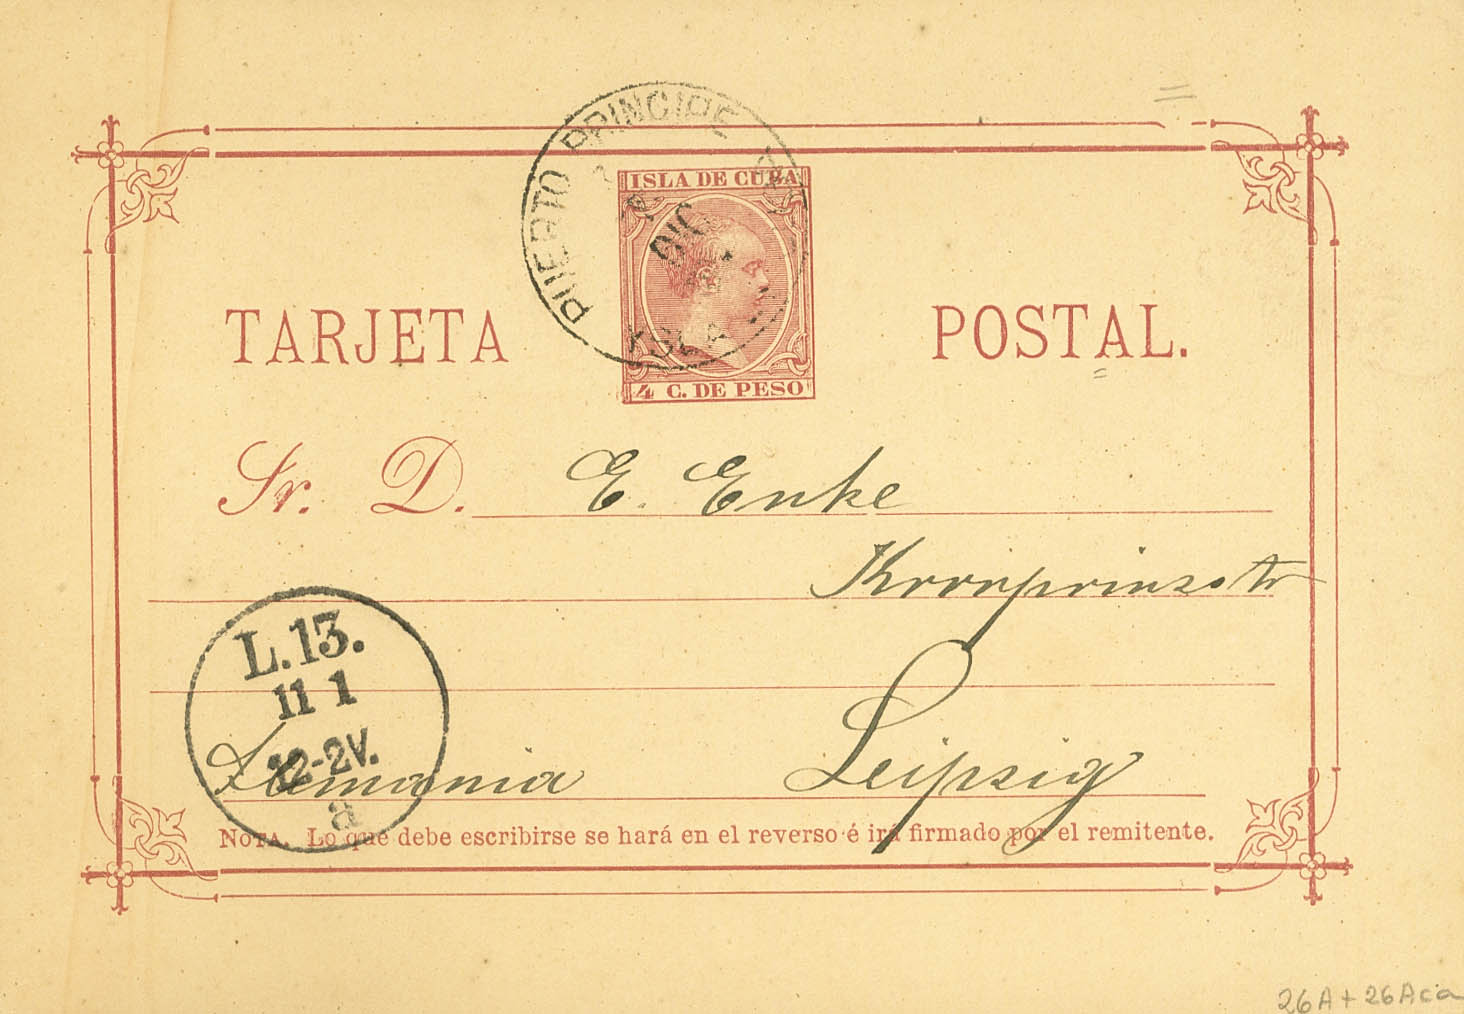 PUERTO PRINCIPE
ISLA DE CUBA
DIC
4 C. DE PESO
TARJETA POSTAL.
Sr. D. E. Enke
Kronprinzstr
Leipzig
L.13.
11 1
12-2V.
a
Alemania
NOTA. Lo que debe escribirse se hará en el reverso é irá firmado por el remitente.
26A + 26Aca